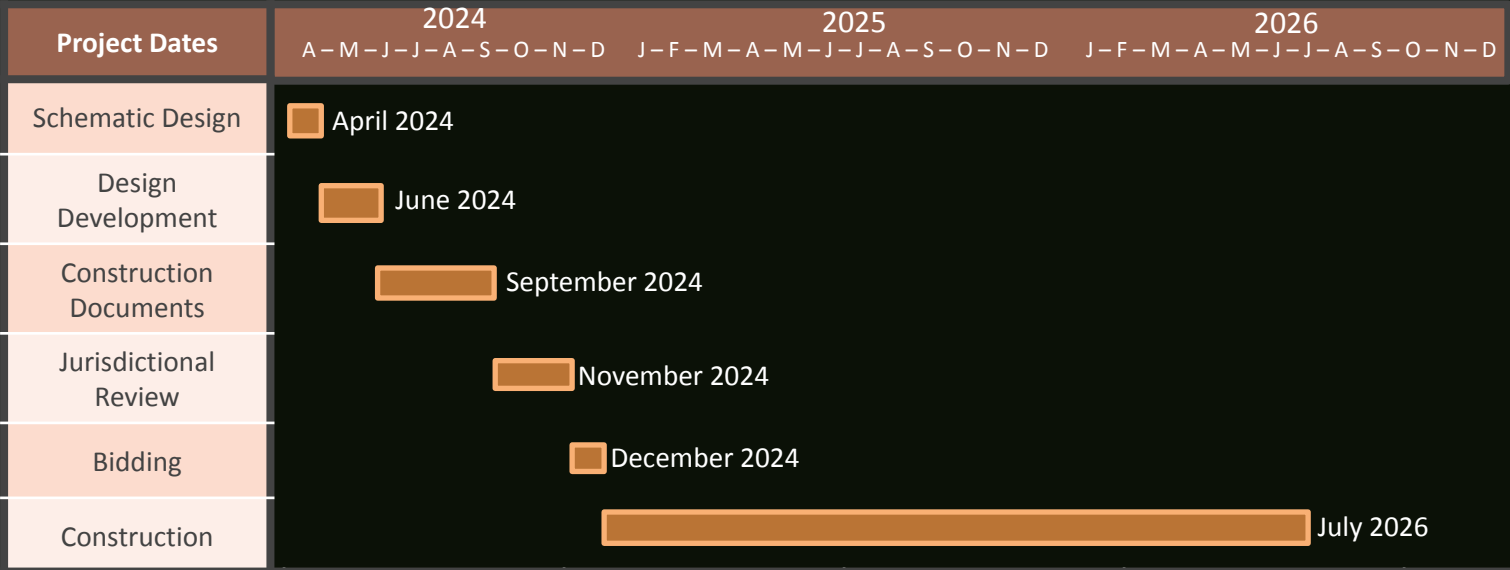 Project Dates
2024 2025 2026
A – M – J – J – A – S – O – N – D J – F – M – A – M – J – J – A – S – O – N – D J – F – M – A – M – J – J – A – S – O – N – D
Schematic Design
April 2024
Design
Development
June 2024
Construction
Documents
September 2024
Jurisdictional
Review
November 2024
Bidding
December 2024
Construction
July 2026